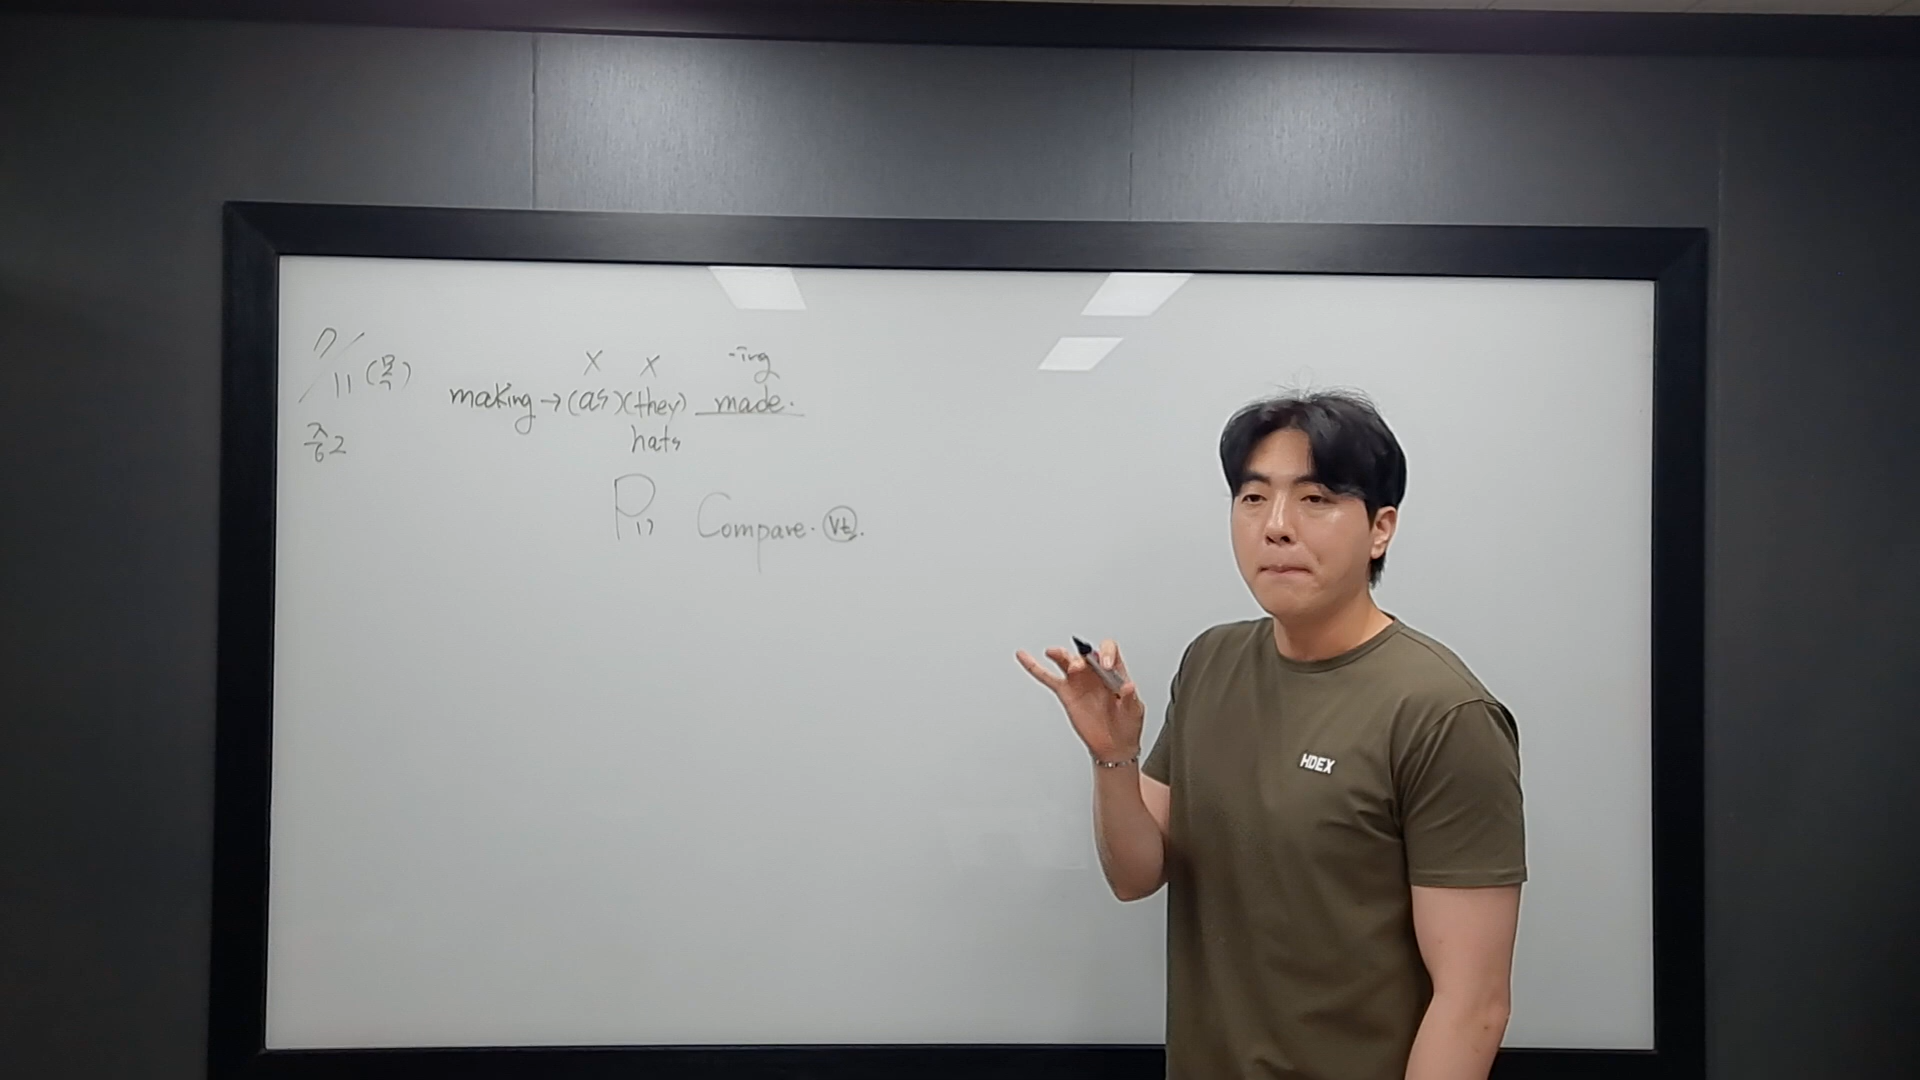 7/11 (목)
중2
X X -ing
making → (as)(they) made.
hats
P17 Compare. vt.
HDEX